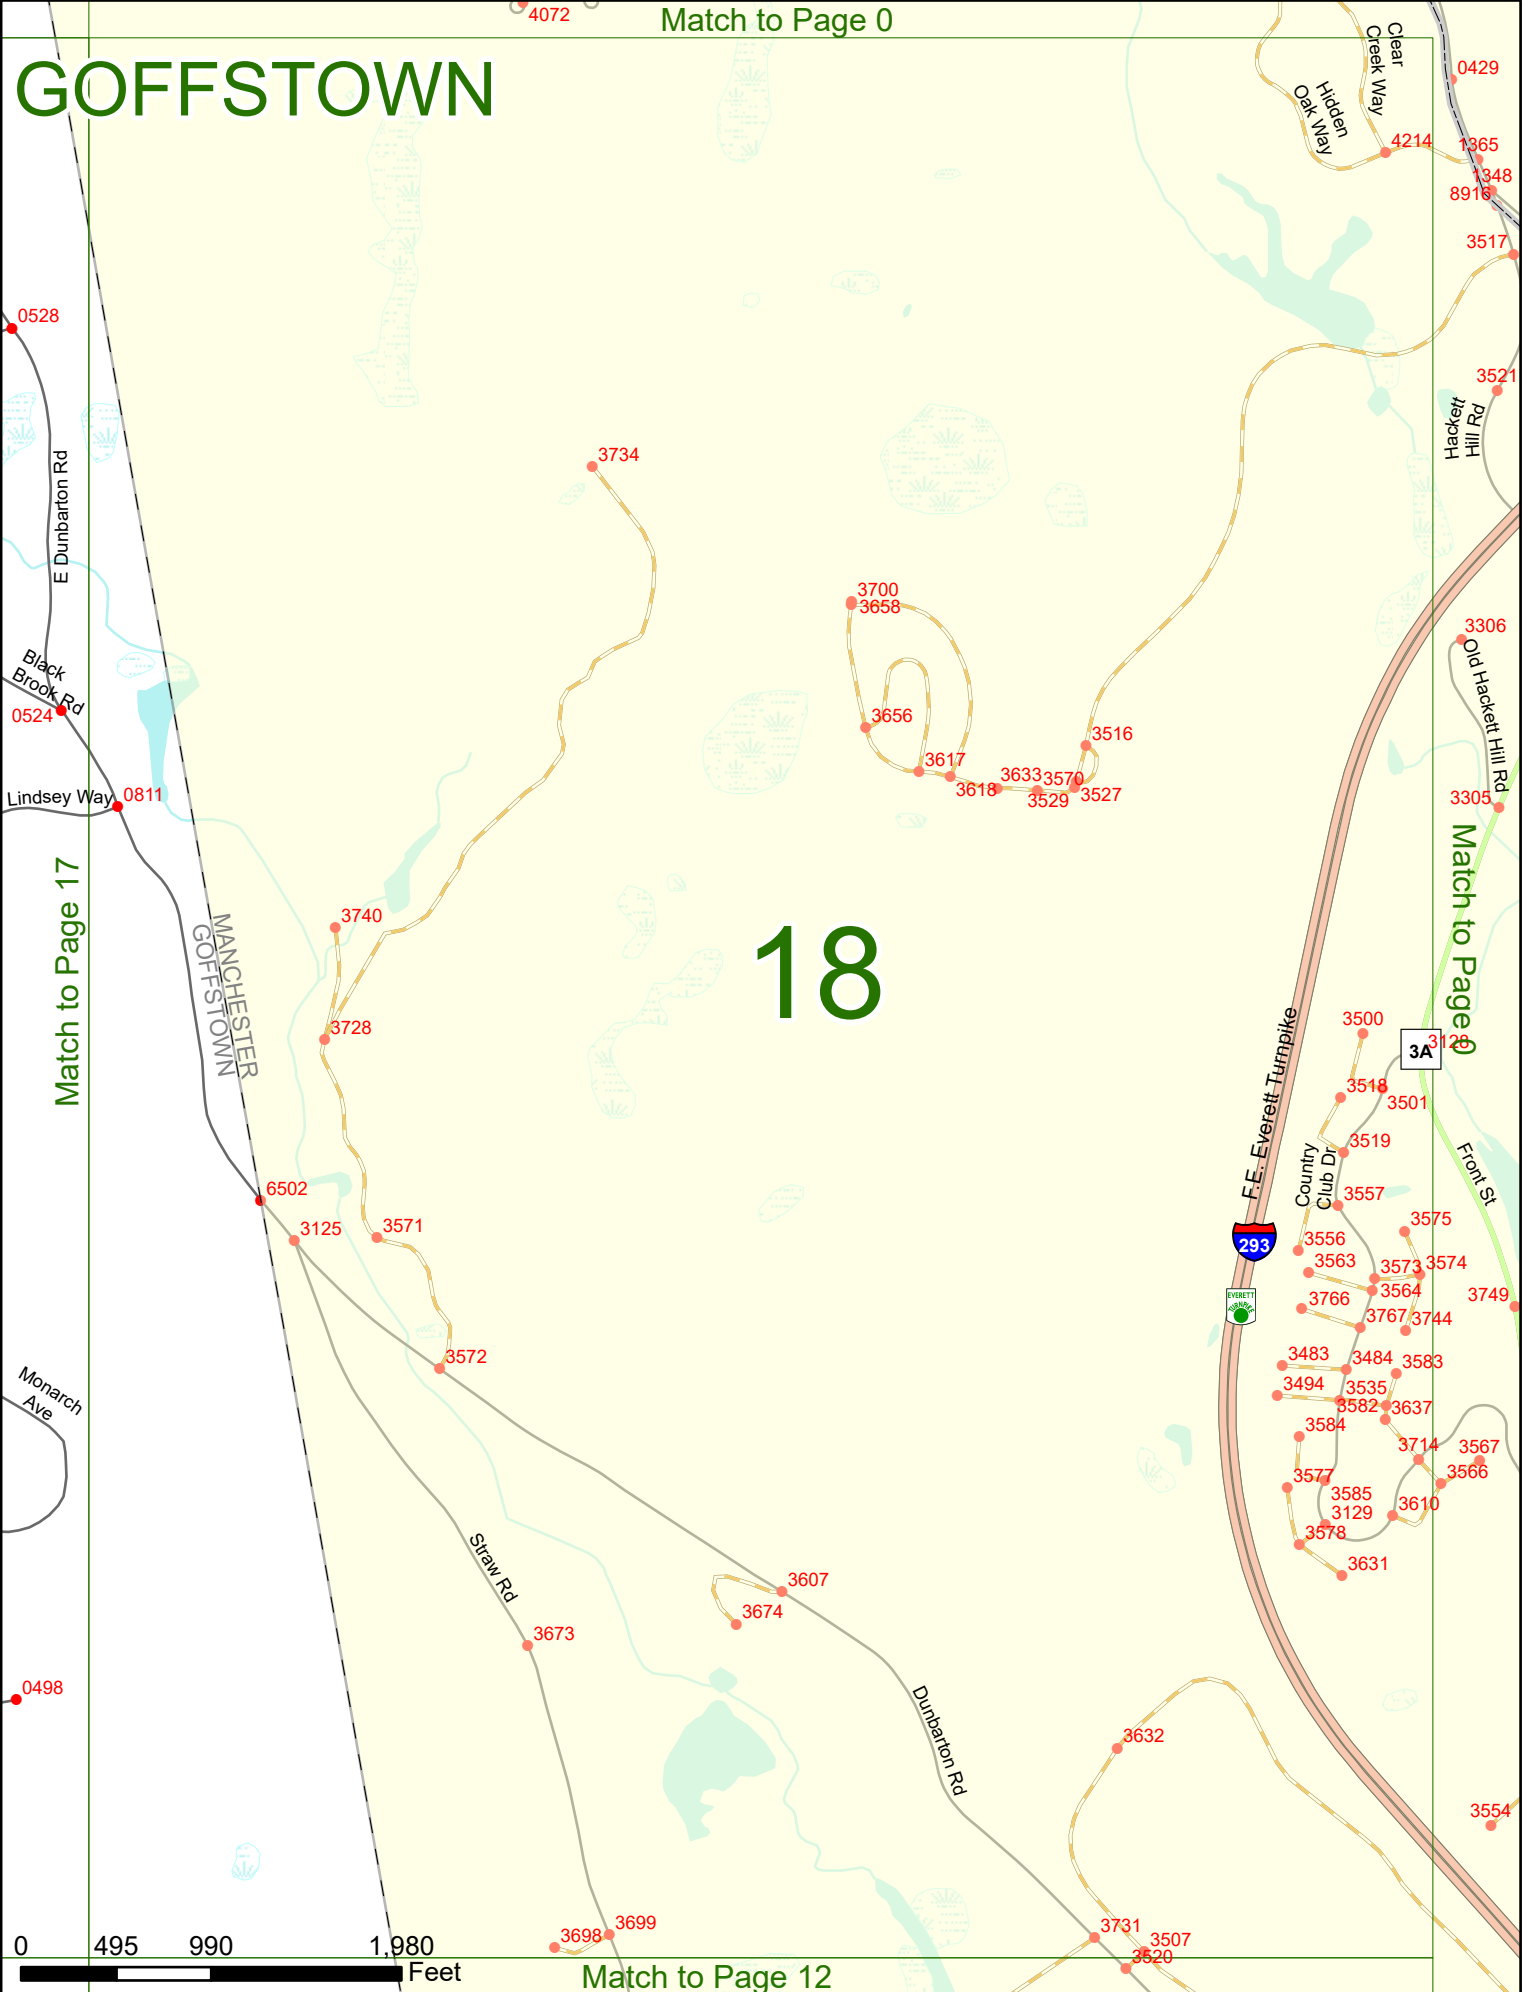 4072
Match to Page 0
GOFFSTOWN
Clear
Creek Way
Hidden
Oak Way
0429
4214
1365
1348
8916
3517
0528
3521
Hackett
Hill Rd
E Dunbarton Rd
3734
3700
3658
3306
Old Hackett Hill Rd
Black
Brook Rd
0524
3656
3516
3617
3633
3570
3618
3529
3527
Lindsey Way
0811
3305
Match to Page 17
Match to Page 0
MANCHESTER
GOFFSTOWN
3740
18
3728
F.E. Everett Turnpike
3500
3A
3128
3518
3501
3519
Country
Club Dr
Front St
6502
3125
3571
3557
3575
293
3556
3563
3573
3574
3564
EVERETT
TURNPIKE
3766
3767
3744
3749
3572
3483
3484
3583
3494
3535
3582
3637
Monarch
Ave
3584
3714
3567
3566
3577
3585
3129
3610
3578
3631
Straw Rd
3607
3674
3673
0498
Dunbarton Rd
3632
3554
3699
3698
3731
3507
3520
0 495 990 1,980
Feet
Match to Page 12